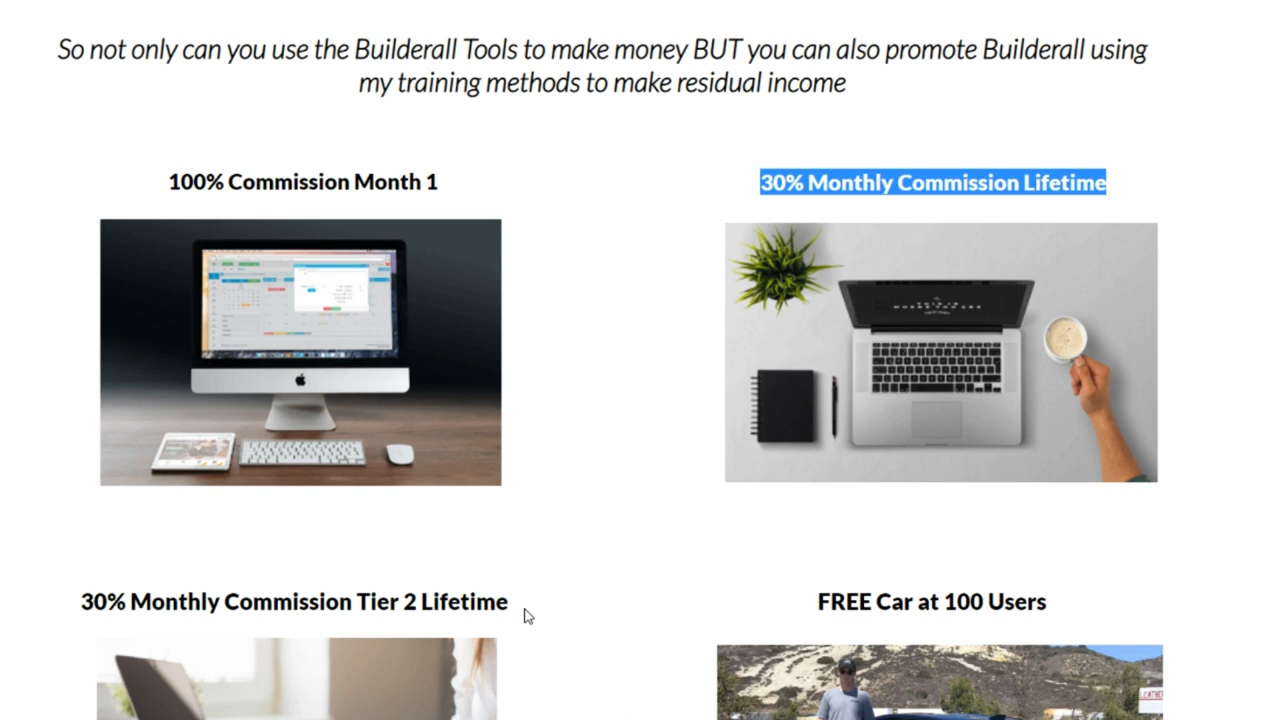 So not only can you use the Builderall Tools to make money BUT you can also promote Builderall using
my training methods to make residual income
100% Commission Month 1
30% Monthly Commission Lifetime
30% Monthly Commission Tier 2 Lifetime
FREE Car at 100 Users